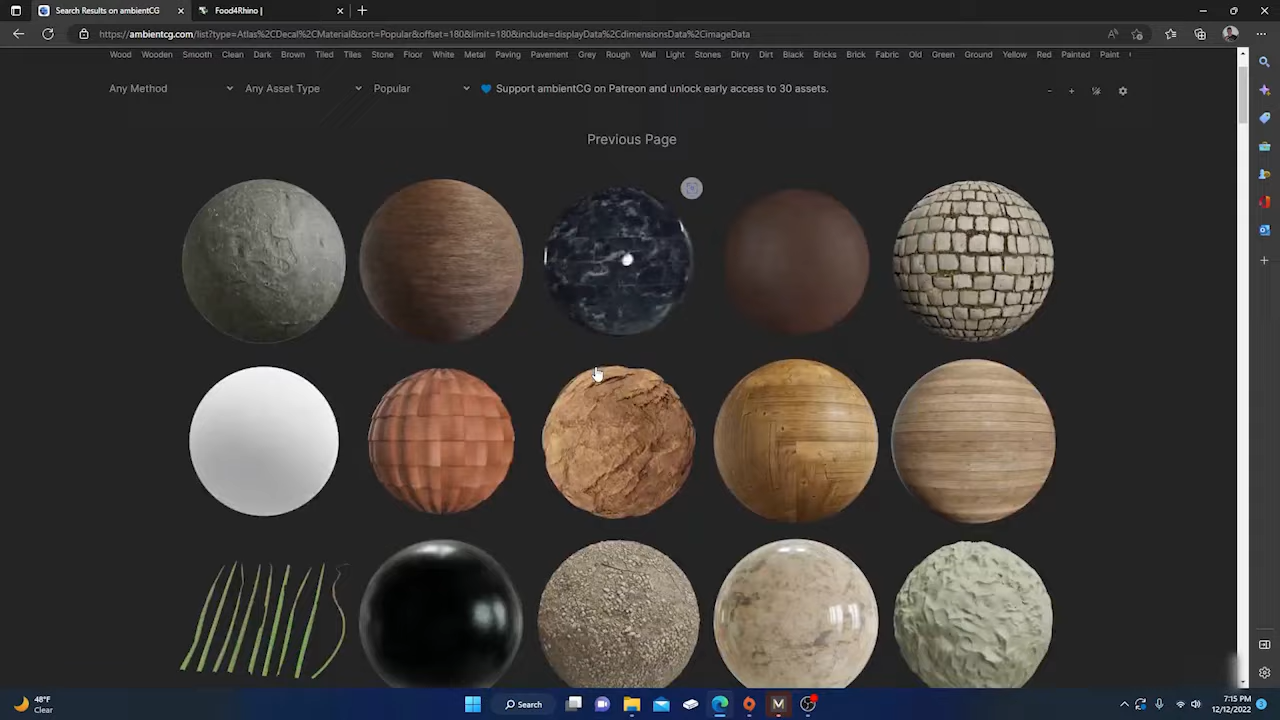 Search Results on ambientCG
Food4Rhino |
https://ambientcg.com/list?type=Atlas%2CDecal%2CMaterial&sort=Popular&offset=180&limit=180&include=displayData%2CdimensionsData%2CimageData
Wood Wooden Smooth Clean Dark Brown Tiled Tiles Stone Floor White Metal Paving Pavement Grey Rough Wall Light Stones Dirty Dirt Black Bricks Brick Fabric Old Green Ground Yellow Red Painted Paint
Any Method Any Asset Type Popular Support ambientCG on Patreon and unlock early access to 30 assets. - +
Previous Page
48°F
Clear
Search
7:15 PM
12/12/2022